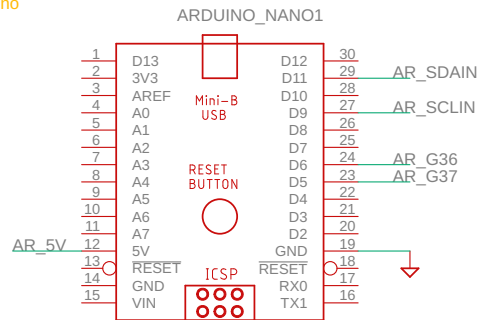 no
ARDUINO_NANO1
1 D13 D12 30
2 3V3 D11 29 AR_SDAIN
3 AREF D10 28
4 A0 D9 27 AR_SCLIN
5 A1 D8 26
6 A2 D7 25
7 A3 D6 24 AR_G36
8 A4 D5 23 AR_G37
9 A5 D4 22
10 A6 D3 21
11 A7 D2 20
AR_5V 12 5V GND 19
13 RESET RESET 18
14 GND RX0 17
15 VIN TX1 16
Mini-B
USB
RESET
BUTTON
ICSP